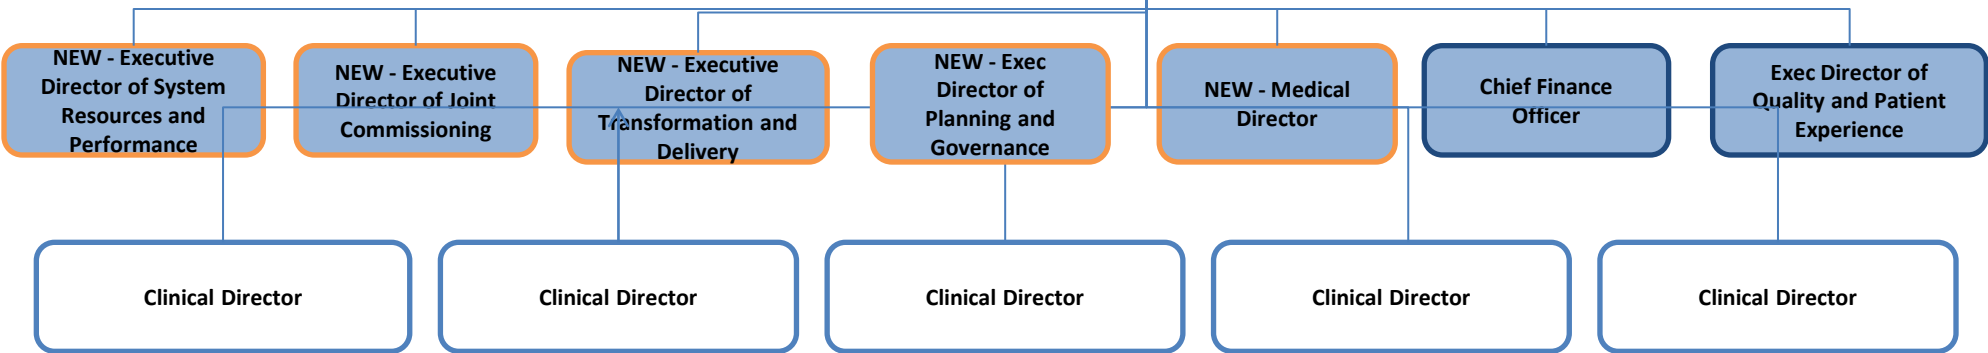 NEW - Executive
Director of System
Resources and
Performance
NEW - Executive
Director of Joint
Commissioning
NEW - Executive
Director of
Transformation and
Delivery
NEW - Exec
Director of
Planning and
Governance
NEW - Medical
Director
Chief Finance
Officer
Exec Director of
Quality and Patient
Experience
Clinical Director
Clinical Director
Clinical Director
Clinical Director
Clinical Director